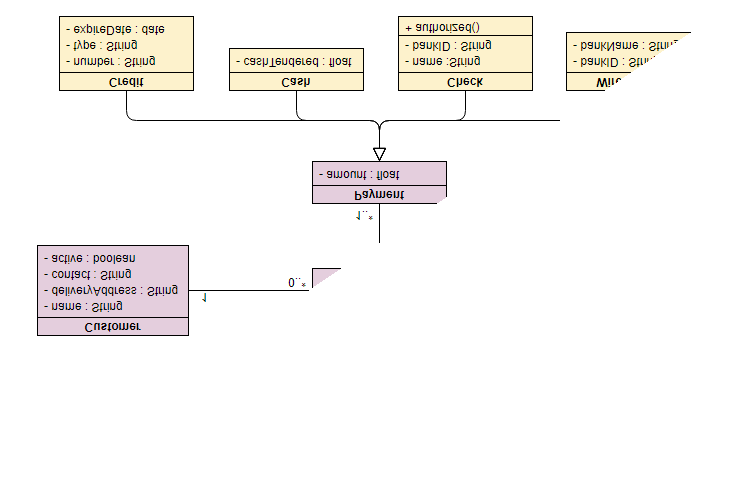 Customer
- name : String
- deliveryAddress : String
- contact : String
- active : boolean
1
0..*
1..*
Payment
- amount : float
Credit
- number : String
- type : String
- expireDate : date
Cash
- cashTendered : float
Check
- name :String
- bankID : String
+ authorized()
- bankID :
- bankName :